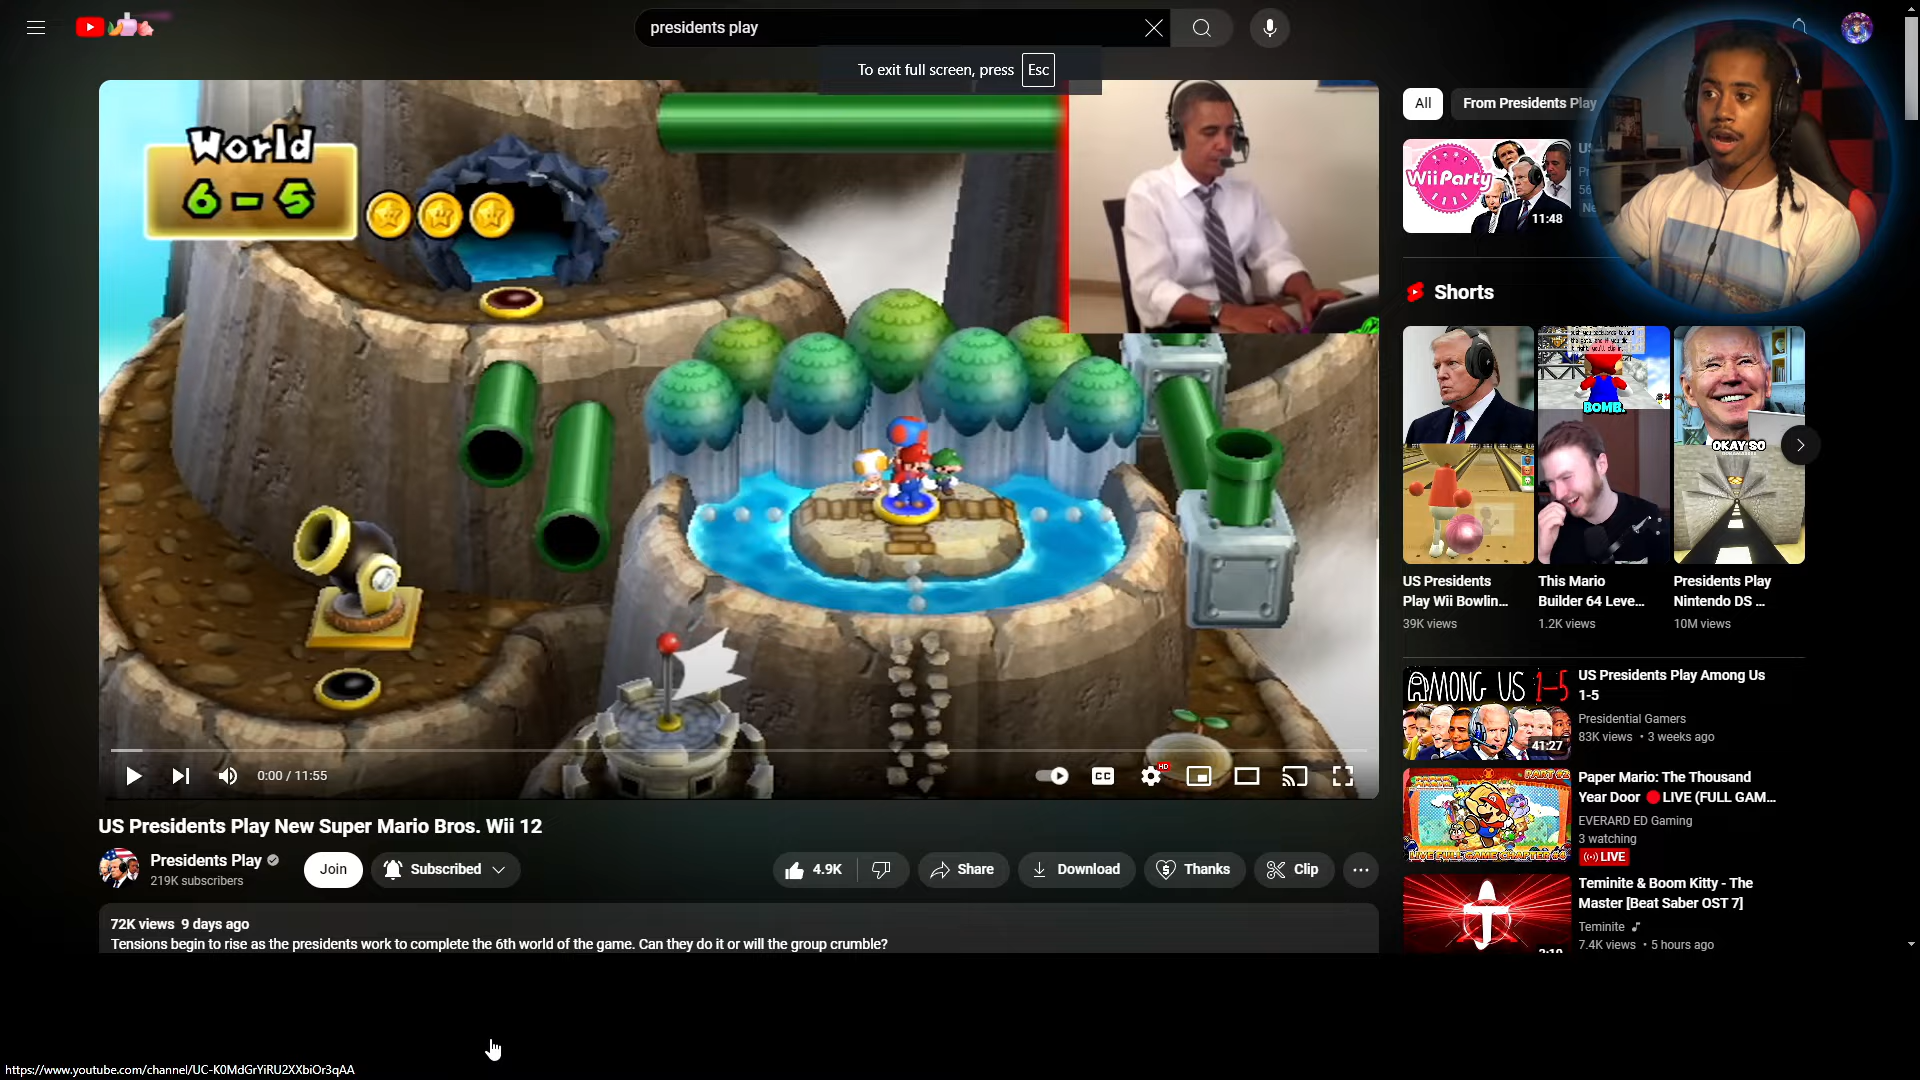 presidents play
To exit full screen, press Esc
World
6-5
0:00 / 11:55
CC
HD
US Presidents Play New Super Mario Bros. Wii 12
Presidents Play
219K subscribers
Join
Subscribed
4.9K
Share
Download
Thanks
Clip
72K views 9 days ago
Tensions begin to rise as the presidents work to complete the 6th world of the game. Can they do it or will the group crumble?
All
From Presidents Play
Wii Party
11:48
Shorts
BOMB.
OKAY SO
US Presidents
Play Wii Bowlin...
39K views
This Mario
Builder 64 Leve...
1.2K views
Presidents Play
Nintendo DS ...
10M views
AMONG US 1-5
41:27
US Presidents Play Among Us
1-5
Presidential Gamers
83K views • 3 weeks ago
LIVE FULL GAME CHAPTER
Paper Mario: The Thousand
Year Door 🔴LIVE (FULL GAM...
EVERARD ED Gaming
3 watching
LIVE
Teminite & Boom Kitty - The
Master [Beat Saber OST 7]
Teminite
7.4K views • 5 hours ago
https://www.youtube.com/channel/UC-K0MdGrYiRU2XXbiOr3qAA